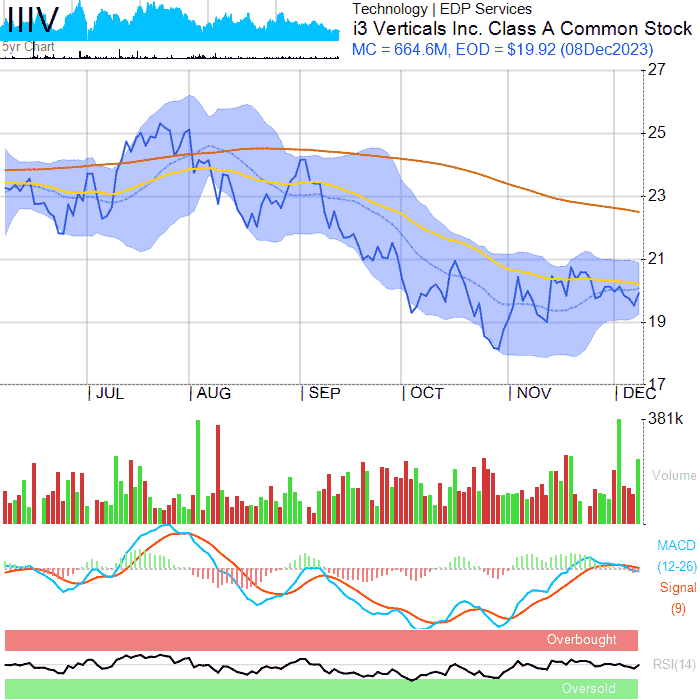 IIIV
5yr Chart
Technology | EDP Services
i3 Verticals Inc. Class A Common Stock
MC = 664.6M, EOD = $19.92 (08Dec2023)
27
25
23
21
19
17
JUL AUG SEP OCT NOV DEC
381k
Volume
MACD
(12-26)
Signal
(9)
Overbought
RSI(14)
Oversold